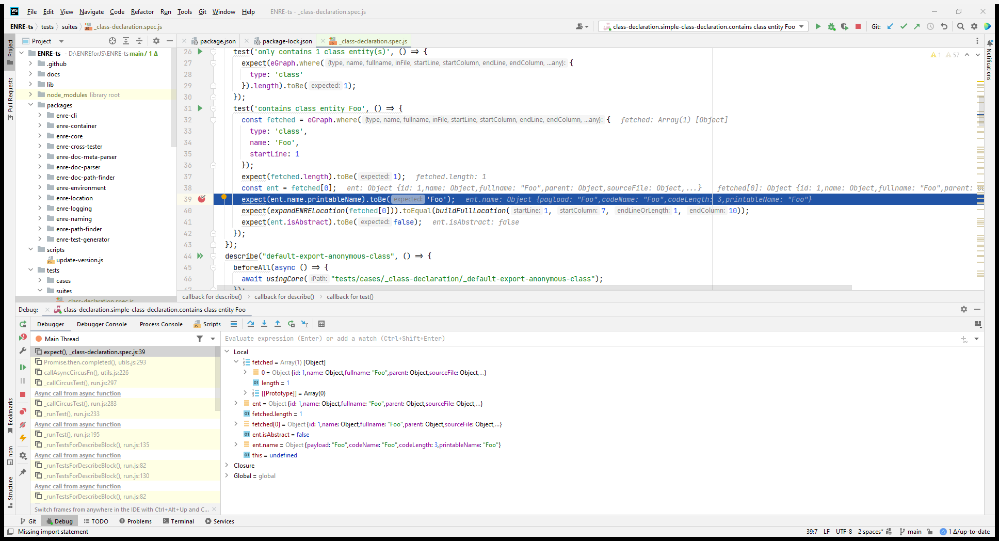 WS File Edit View Navigate Code Refactor Run Tools Git Window Help ENRE-ts - _class-declaration.spec.js
ENRE-ts tests suites _class-declaration.spec.js class-declaration.simple-class-declaration.contains class entity Foo Git:
Project package.json package-lock.json _class-declaration.spec.js
Project
Pull Requests
Bookmarks
npm
Structure
Notifications
ENRE-ts - D:\ENREforJS\ENRE-ts main / 1 Δ
.github
docs
lib
node_modules library root
packages
enre-cli
enre-container
enre-core
enre-cross-tester
enre-doc-meta-parser
enre-doc-parser
enre-doc-path-finder
enre-environment
enre-location
enre-logging
enre-naming
enre-path-finder
enre-test-generator
scripts
update-version.js
tests
cases
suites
_class-declaration.spec.js
1 57
26 test('only contains 1 class entity(s)', () => {
27 expect(eGraph.where( {type, name, fullname, inFile, startLine, startColumn, endLine, endColumn, ...any}: {
28 type: 'class'
29 }).length).toBe( expected: 1);
30 });
31 test('contains class entity Foo', () => {
32 const fetched = eGraph.where( {type, name, fullname, inFile, startLine, startColumn, endLine, endColumn, ...any}: { fetched: Array(1) [Object]
33 type: 'class',
34 name: 'Foo',
35 startLine: 1
36 });
37 expect(fetched.length).toBe( expected: 1); fetched.length: 1
38 const ent = fetched[0]; ent: Object {id: 1,name: Object,fullname: "Foo",parent: Object,sourceFile: Object,...} fetched[0]: Object {id: 1,name: Object,fullname: "Foo",parent: Ob
39 expect(ent.name.printableName).toBe( expected: 'Foo'); ent.name: Object {payload: "Foo",codeName: "Foo",codeLength: 3,printableName: "Foo"}
40 expect(expandENRELocation(fetched[0])).toEqual(buildFullLocation( startLine: 1, startColumn: 7, endLineOrLength: 1, endColumn: 10));
41 expect(ent.isAbstract).toBe( expected: false); ent.isAbstract: false
42 });
43 });
44 describe("default-export-anonymous-class", () => {
45 beforeAll(async () => {
46 await usingCore( iPath: "tests/cases/_class-declaration/_default-export-anonymous-class");
47 });
callback for describe() callback for describe() callback for test()
Debug: class-declaration.simple-class-declaration.contains class entity Foo
Debugger Debugger Console Process Console Scripts
Main Thread
Evaluate expression (Enter) or add a watch (Ctrl+Shift+Enter)
expect(), _class-declaration.spec.js:39
Promise.then.completed(), utils.js:293
callAsyncCircusFn(), utils.js:226
_callCircusTest(), run.js:297
Async call from async function
_callCircusTest(), run.js:283
_runTest(), run.js:233
Async call from async function
_runTest(), run.js:195
_runTestsForDescribeBlock(), run.js:135
Async call from async function
_runTestsForDescribeBlock(), run.js:82
_runTestsForDescribeBlock(), run.js:130
Async call from async function
_runTestsForDescribeBlock(), run.js:82
Switch frames from anywhere in the IDE with Ctrl+Alt+Up and C...
Local
fetched = Array(1) [Object]
0 = Object {id: 1,name: Object,fullname: "Foo",parent: Object,sourceFile: Object,...}
length = 1
[[Prototype]] = Array(0)
ent = Object {id: 1,name: Object,fullname: "Foo",parent: Object,sourceFile: Object,...}
fetched.length = 1
fetched[0] = Object {id: 1,name: Object,fullname: "Foo",parent: Object,sourceFile: Object,...}
ent.isAbstract = false
ent.name = Object {payload: "Foo",codeName: "Foo",codeLength: 3,printableName: "Foo"}
this = undefined
Closure
Global = global
Git Debug TODO Problems Terminal Services
Missing import statement 39:7 LF UTF-8 2 spaces* main 1 Δ/up-to-date